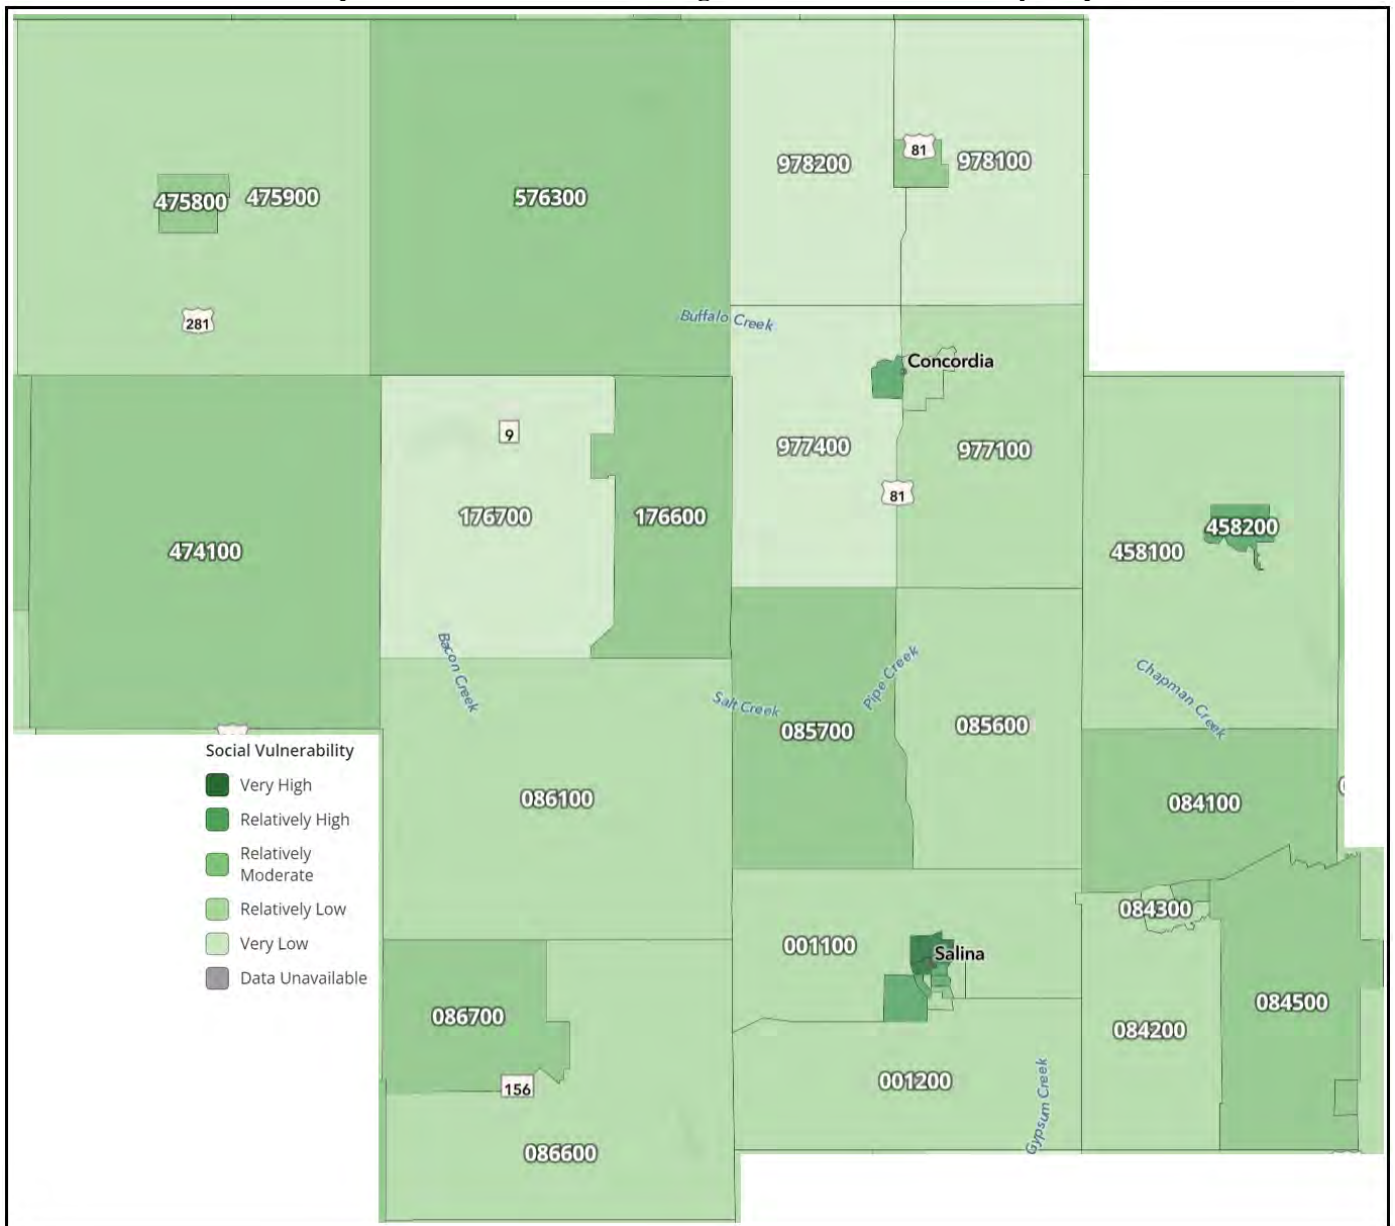 81
978200
978100
475800
475900
576300
281
Buffalo Creek
Concordia
9
977400
977100
81
176700
176600
458200
458100
474100
Bacon Creek
Pipe Creek
Chapman Creek
Salt Creek
085700
085600
Social Vulnerability
Very High
Relatively High
Relatively
Moderate
Relatively Low
Very Low
Data Unavailable
086100
084100
084300
001100
Salina
086700
084500
084200
156
001200
Gypsum Creek
086600